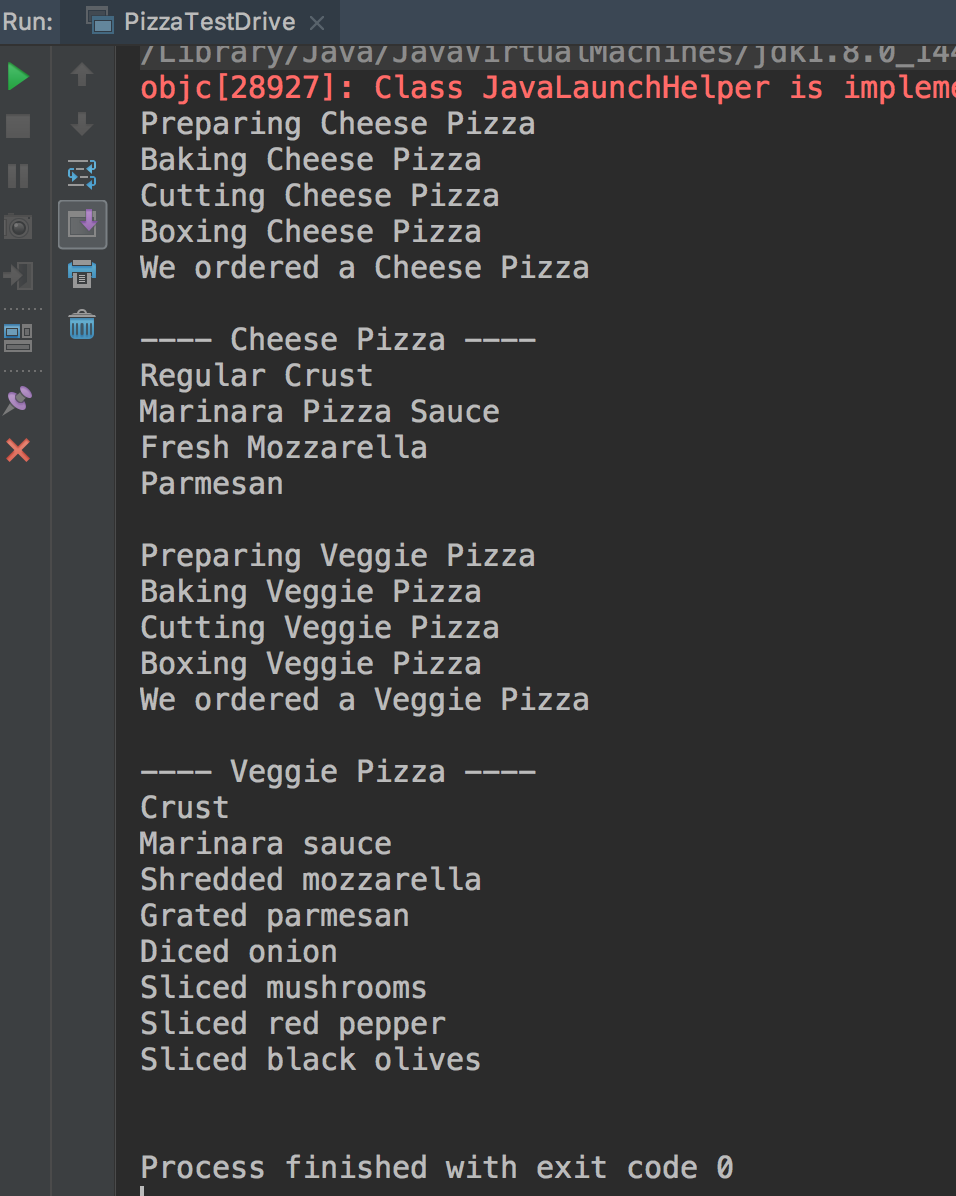 Run: PizzaTestDrive
/Library/Java/JavaVirtualMachines/jdk1.8.0_144
objc[28927]: Class JavaLaunchHelper is impleme
Preparing Cheese Pizza
Baking Cheese Pizza
Cutting Cheese Pizza
Boxing Cheese Pizza
We ordered a Cheese Pizza
---- Cheese Pizza ----
Regular Crust
Marinara Pizza Sauce
Fresh Mozzarella
Parmesan
Preparing Veggie Pizza
Baking Veggie Pizza
Cutting Veggie Pizza
Boxing Veggie Pizza
We ordered a Veggie Pizza
---- Veggie Pizza ----
Crust
Marinara sauce
Shredded mozzarella
Grated parmesan
Diced onion
Sliced mushrooms
Sliced red pepper
Sliced black olives
Process finished with exit code 0